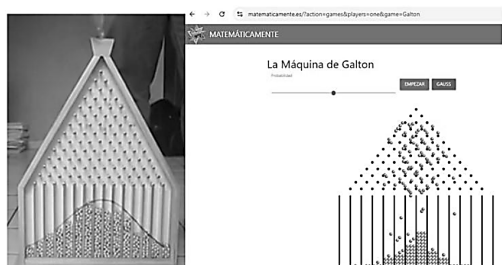 matematicamente.es/?action=games&players=one&game=Galton
MATEMÁTICAMENTE
La Máquina de Galton
Probabilidad
EMPEZAR GAUSS